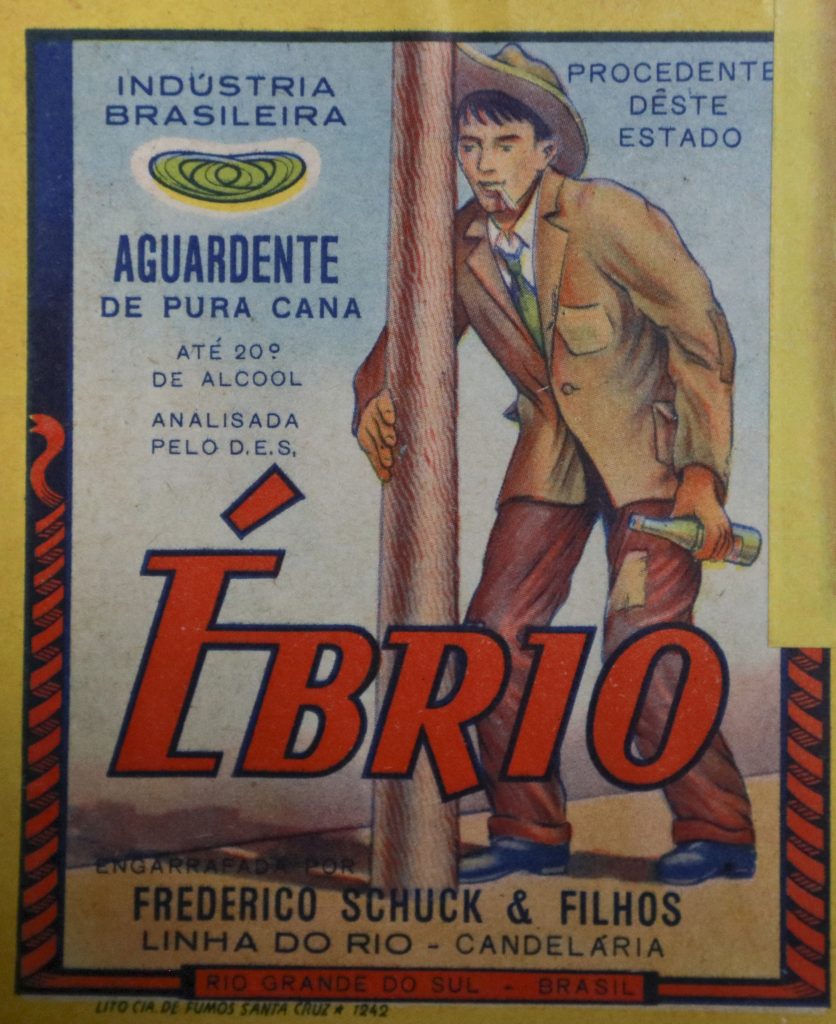 INDÚSTRIA
BRASILEIRA
PROCEDENTE
DÊSTE
ESTADO
AGUARDENTE
DE PURA CANA
ATÉ 20º
DE ALCOOL
ANALISADA
PELO D.E.S.
ÉBRIO
ENGARRAFADA POR
FREDERICO SCHUCK & FILHOS
LINHA DO RIO - CANDELÁRIA
RIO GRANDE DO SUL - BRASIL
LITO CIA. DE FUMOS SANTA CRUZ ★ 1242